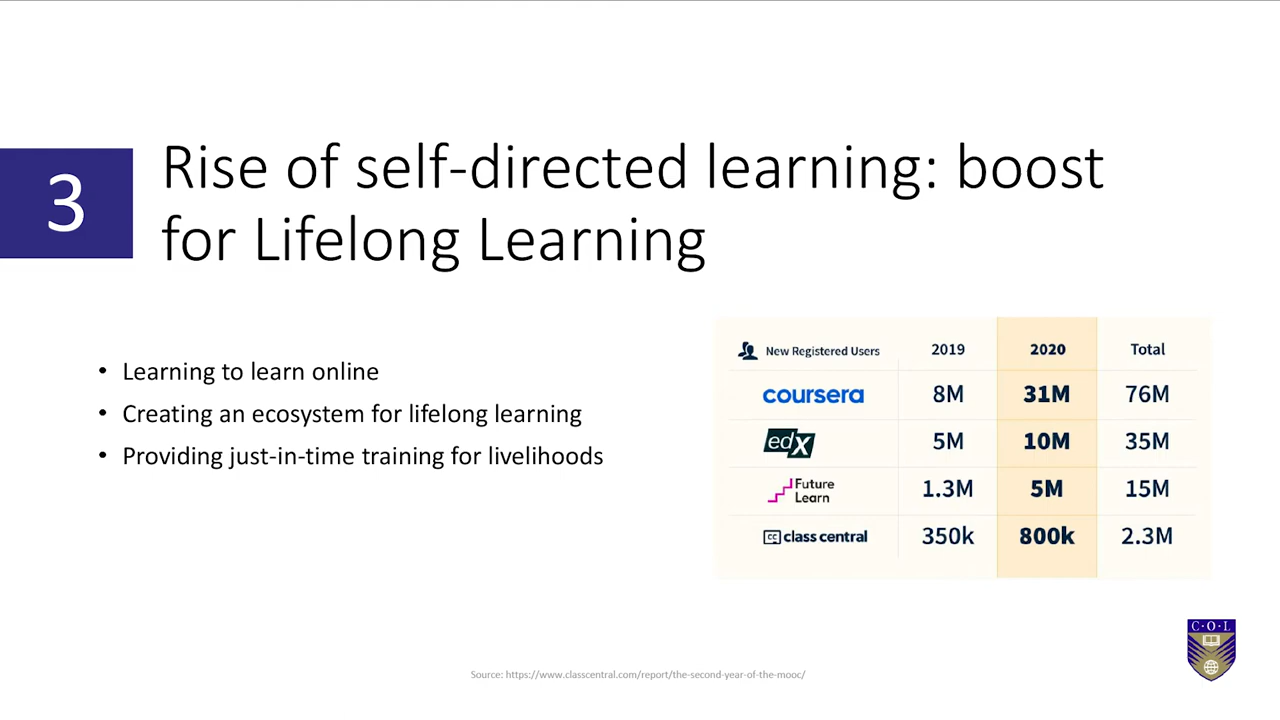 3
Rise of self-directed learning: boost
for Lifelong Learning
• Learning to learn online
• Creating an ecosystem for lifelong learning
• Providing just-in-time training for livelihoods
New Registered Users 2019 2020 Total
coursera 8M 31M 76M
edX 5M 10M 35M
Future Learn 1.3M 5M 15M
cc class central 350k 800k 2.3M
C·O·L
Source: https://www.classcentral.com/report/the-second-year-of-the-mooc/